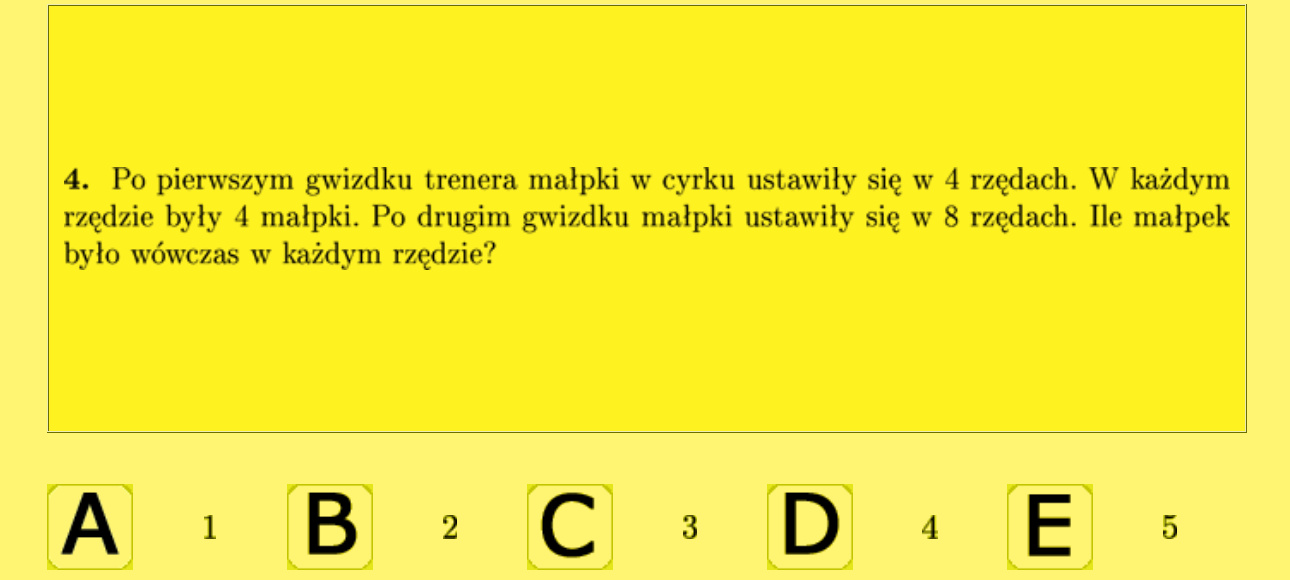 4. Po pierwszym gwizdku trenera małpki w cyrku ustawiły się w 4 rzędach. W każdym
rzędzie były 4 małpki. Po drugim gwizdku małpki ustawiły się w 8 rzędach. Ile małpek
było wówczas w każdym rzędzie?
A 1 B 2 C 3 D 4 E 5